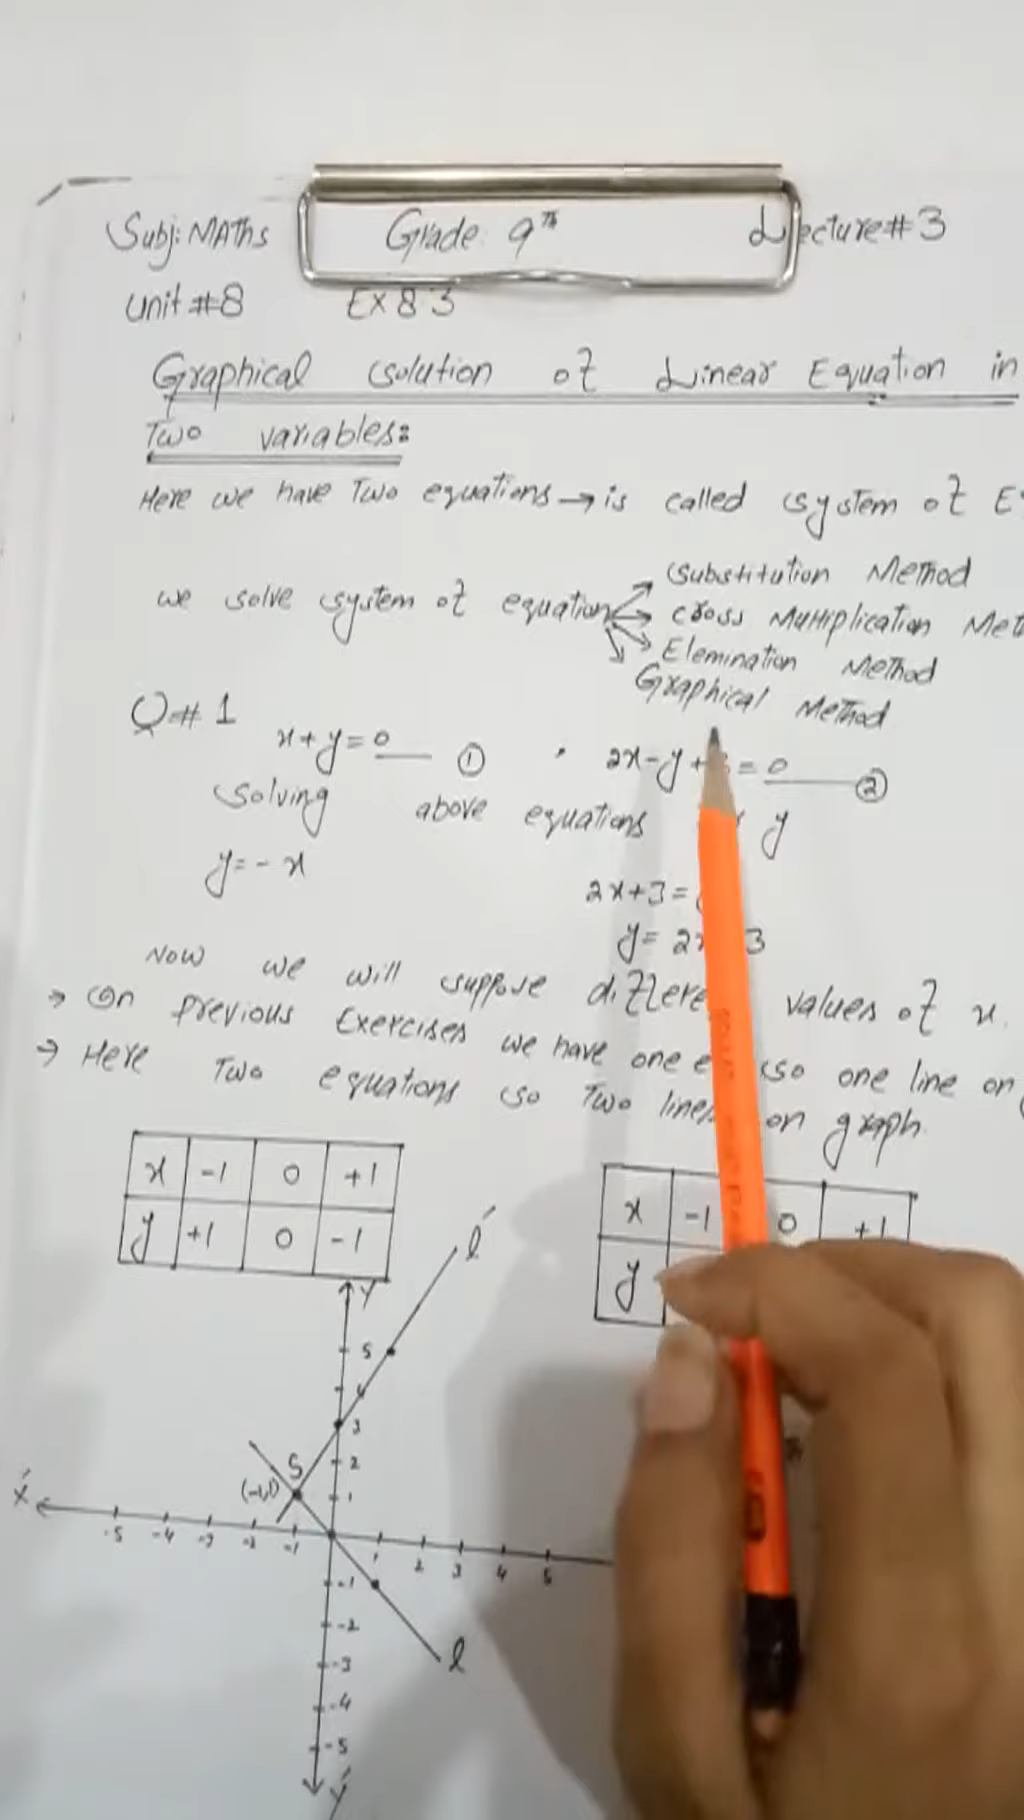 Subj: MAThs Grade 9th Lecture# 3
Unit #8 EX 8.3
Graphical solution of Linear Equation in
Two variables:
Here we have Two equations → is called system of
we solve system of equation
Substitution Method
cross Multiplication
Elemination Method
Graphical Method
Q# 1
x + y = 0 ①
2x - y + = 0 ②
Solving above equations y
y = - x
2x + 3 =
y = 2 3
Now we will suppose values of x.
→ On previous Exercises we have one so one line on
→ Here Two equations so Two lines on graph.
x -1 0 +1
y +1 0 -1
x -1 0 +1
y
l'
Y
5
4
3
S
2
(-1,1)
1
X'
-5 -4 -3 -2 -1 1 2 3 4 5
-1
-2
l
-3
-4
-5
Y'